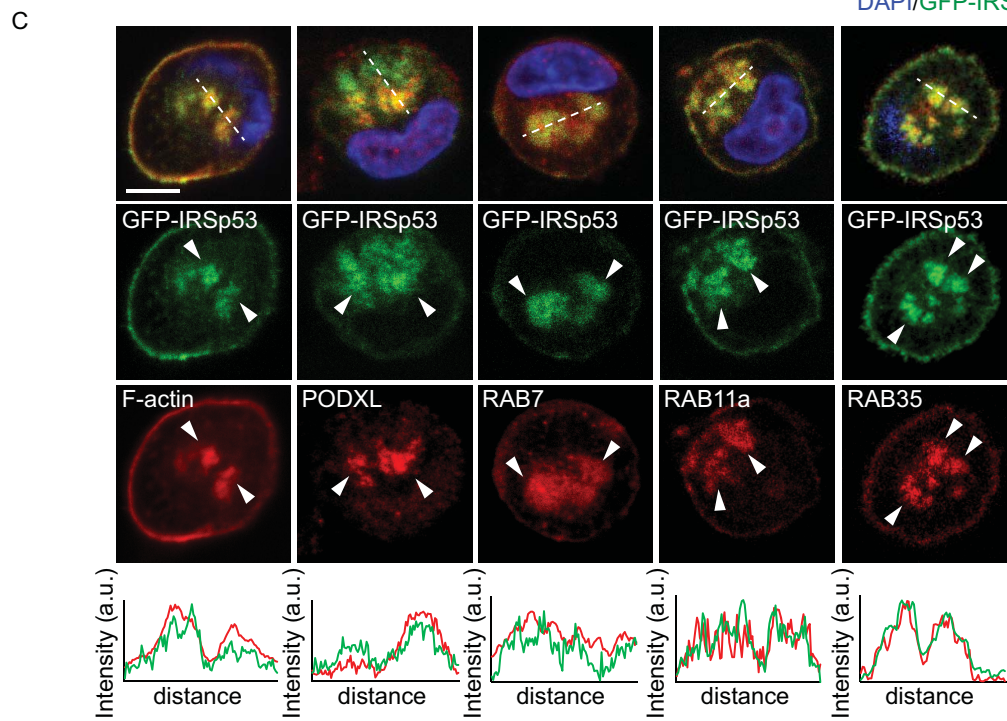 DAPI/GFP-IRS
C
GFP-IRSp53 GFP-IRSp53 GFP-IRSp53 GFP-IRSp53 GFP-IRSp53
F-actin PODXL RAB7 RAB11a RAB35
Intensity (a.u.) Intensity (a.u.) Intensity (a.u.) Intensity (a.u.) Intensity (a.u.)
distance distance distance distance distance